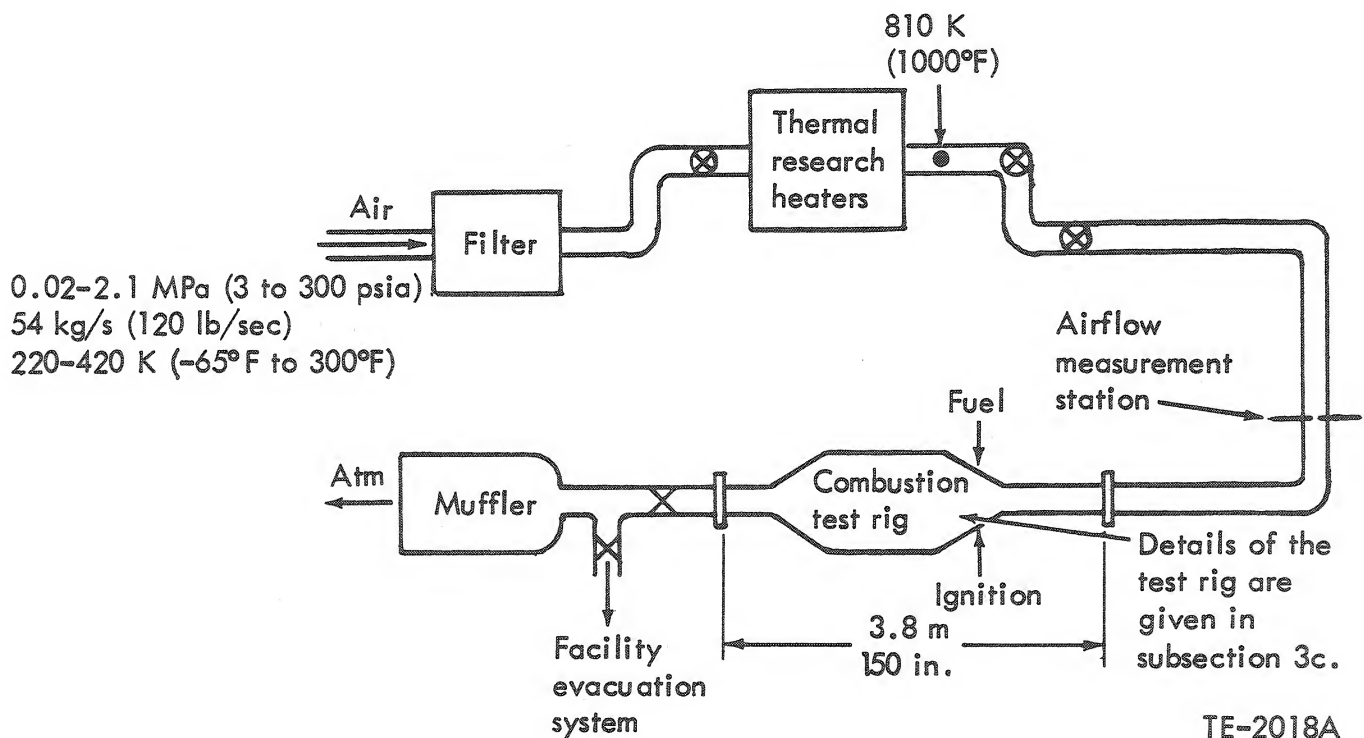 810 K
(1000°F)
Thermal
research
heaters
Air
Filter
0.02-2.1 MPa (3 to 300 psia)
54 kg/s (120 lb/sec)
220-420 K (-65°F to 300°F)
Airflow
measurement
station
Fuel
Atm
Muffler
Combustion
test rig
Details of the
test rig are
given in
subsection 3c.
Ignition
3.8 m
150 in.
Facility
evacuation
system
TE-2018A